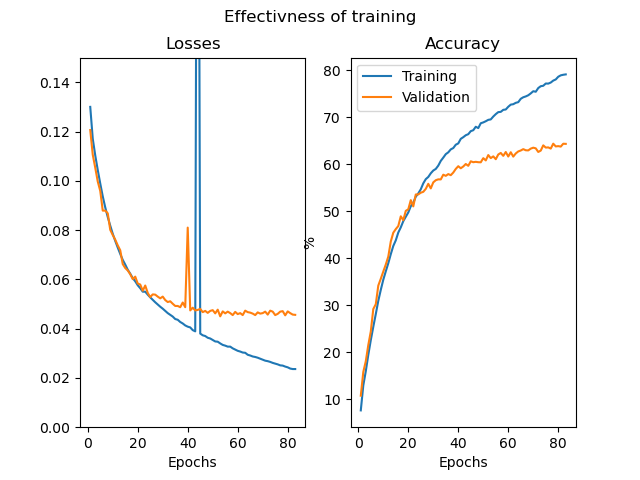 Effectivness of training
Losses
0.14
0.12
0.10
0.08
0.06
0.04
0.02
0.00
0 20 40 60 80
Epochs
Accuracy
Training
Validation
%
80
70
60
50
40
30
20
10
0 20 40 60 80
Epochs